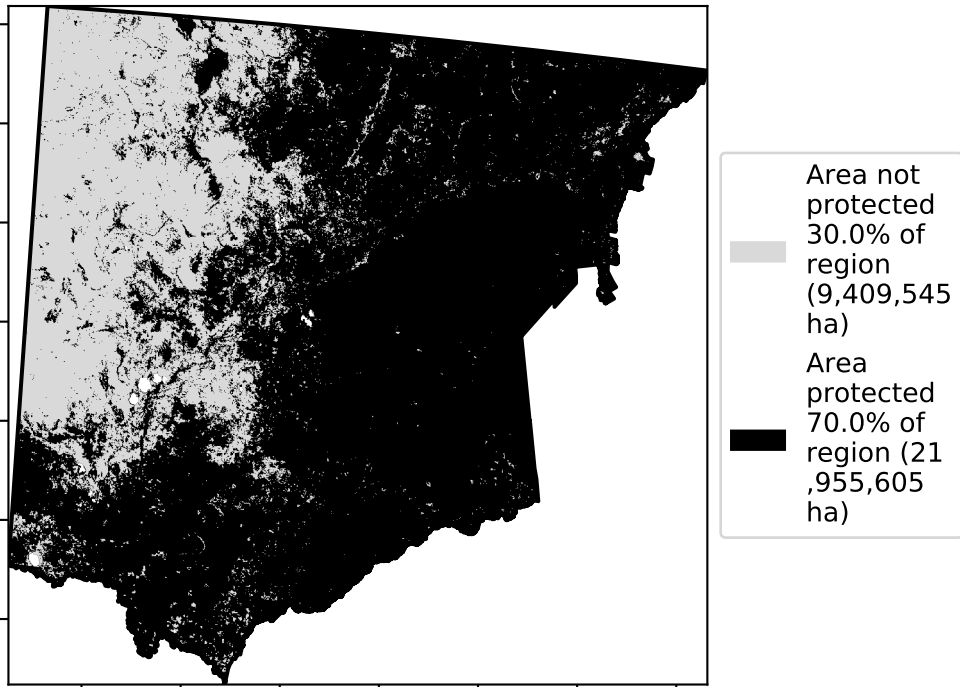 Area not
protected
30.0% of
region
(9,409,545
ha)
Area
protected
70.0% of
region (21
,955,605
ha)